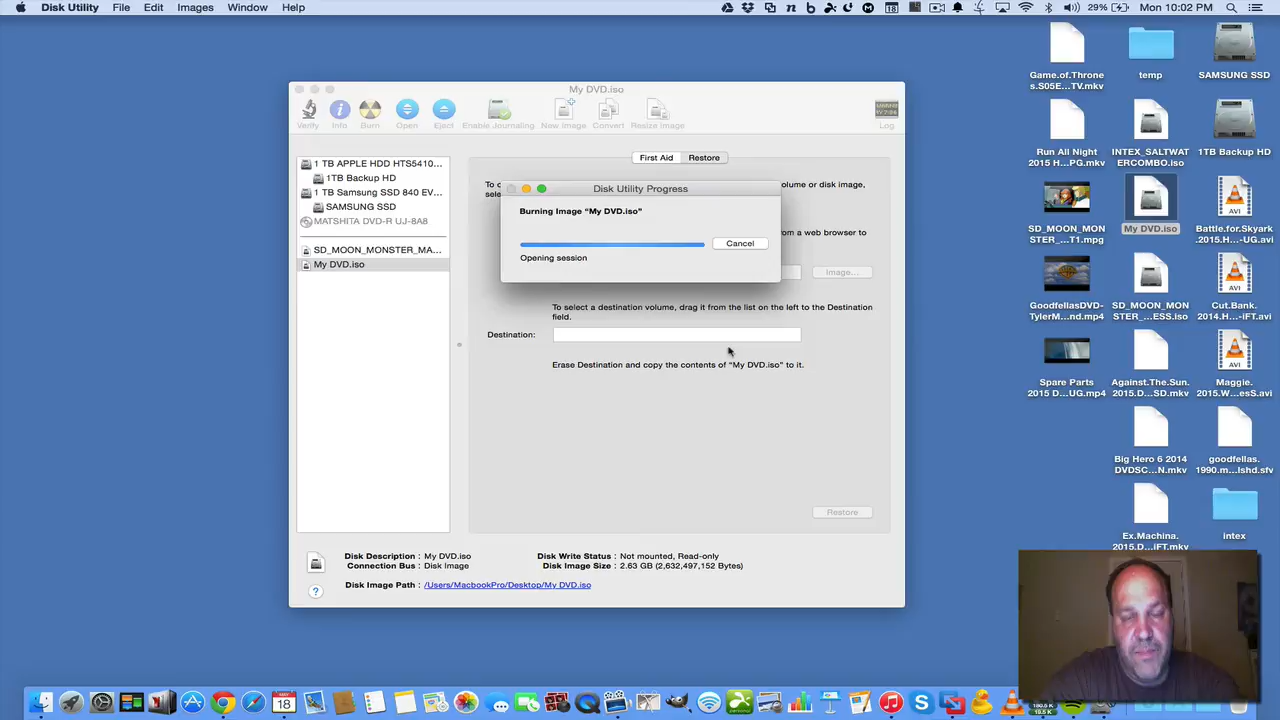 Disk Utility File Edit Images Window Help
29% Mon 10:02 PM
My DVD.iso
Verify Info Burn Open Eject Enable Journaling New Image Convert Resize Image Log
1 TB APPLE HDD HTS5410...
1TB Backup HD
1 TB Samsung SSD 840 EV...
SAMSUNG SSD
MATSHITA DVD-R UJ-8A8
SD_MOON_MONSTER_MA...
My DVD.iso
First Aid Restore
To c
olume or disk image,
sele
om a web browser to
Disk Utility Progress
Burning Image “My DVD.iso”
Cancel
Opening session
Image...
To select a destination volume, drag it from the list on the left to the Destination
field.
Destination:
Erase Destination and copy the contents of “My DVD.iso” to it.
Restore
Disk Description : My DVD.iso
Connection Bus : Disk Image
Disk Write Status : Not mounted, Read-only
Disk Image Size : 2.63 GB (2,632,497,152 Bytes)
Disk Image Path : /Users/MacbookPro/Desktop/My DVD.iso
?
Game.of.Throne
s.S05E...TV.mkv
temp
SAMSUNG SSD
Run All Night
2015 H...PG.mkv
INTEX_SALTWAT
ERCOMBO.iso
1TB Backup HD
SD_MOON_MON
STER_...T1.mpg
My DVD.iso
AVI
Battle.for.Skyark
.2015.H...-UG.avi
GoodfellasDVD-
TylerM...nd.mp4
SD_MOON_MON
STER_...ESS.iso
AVI
Cut.Bank.
2014.H...-iFT.avi
Spare Parts
2015 D...UG.mp4
Against.The.Sun.
2015.D...SD.mkv
AVI
Maggie.
2015.W...esS.avi
Big Hero 6 2014
DVDSC...N.mkv
goodfellas.
1990.m...lshd.sfv
Ex.Machina.
2015.D...iFT.mkv
intex
MAY
18